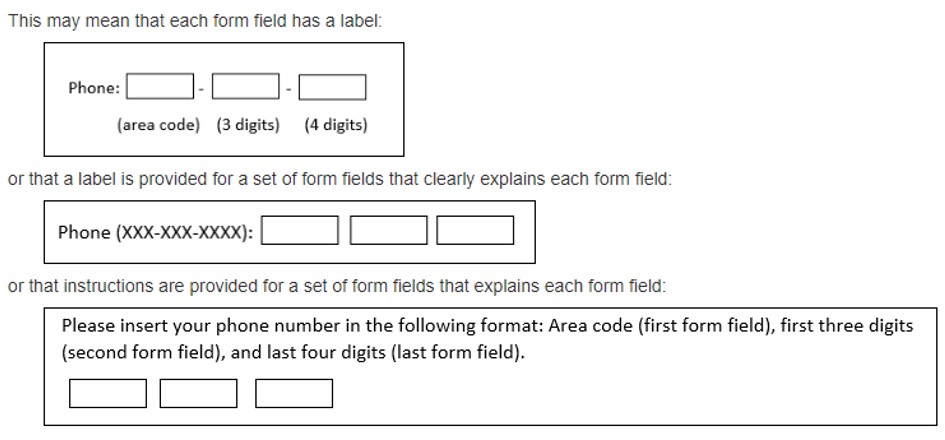 This may mean that each form field has a label:
Phone: - -
(area code) (3 digits) (4 digits)
or that a label is provided for a set of form fields that clearly explains each form field:
Phone (XXX-XXX-XXXX):
or that instructions are provided for a set of form fields that explains each form field:
Please insert your phone number in the following format: Area code (first form field), first three digits
(second form field), and last four digits (last form field).